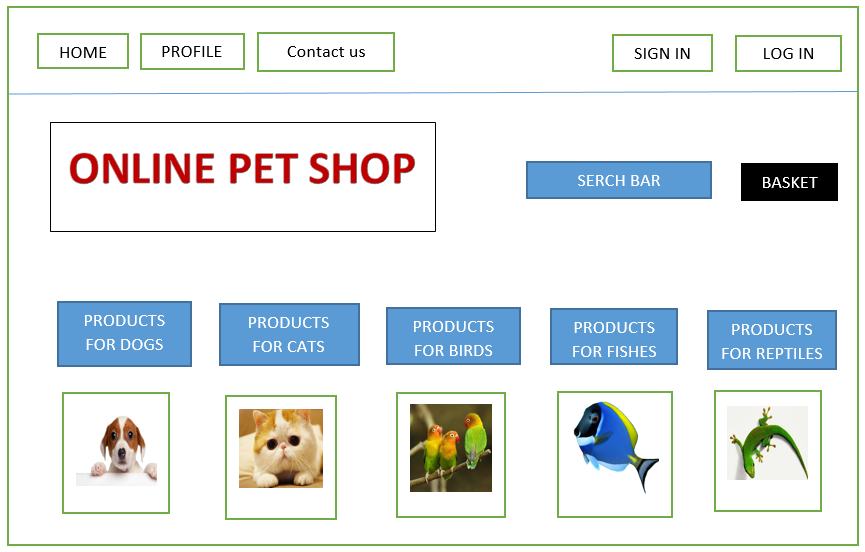 HOME
PROFILE
Contact us
SIGN IN
LOG IN
ONLINE PET SHOP
SERCH BAR
BASKET
PRODUCTS
FOR DOGS
PRODUCTS
FOR CATS
PRODUCTS
FOR BIRDS
PRODUCTS
FOR FISHES
PRODUCTS
FOR REPTILES